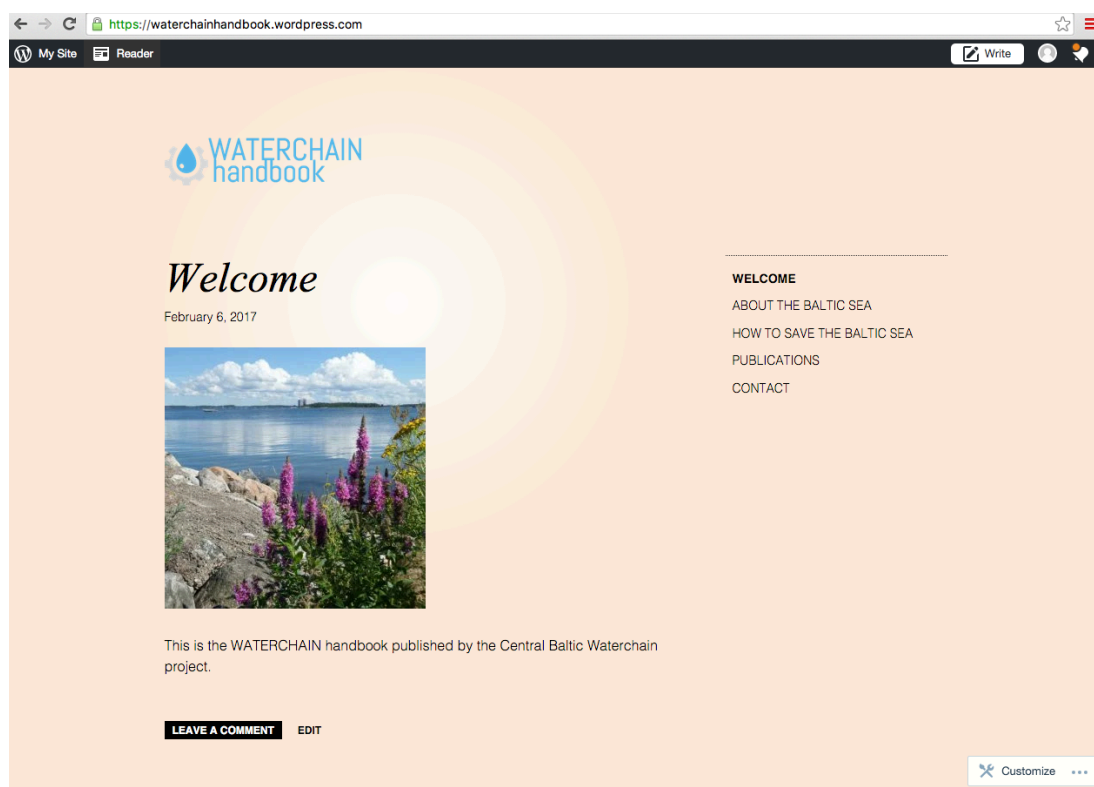 https://waterchainhandbook.wordpress.com
My Site Reader Write
WATERCHAIN
handbook
Welcome
February 6, 2017
This is the WATERCHAIN handbook published by the Central Baltic Waterchain
project.
LEAVE A COMMENT EDIT
WELCOME
ABOUT THE BALTIC SEA
HOW TO SAVE THE BALTIC SEA
PUBLICATIONS
CONTACT
Customize